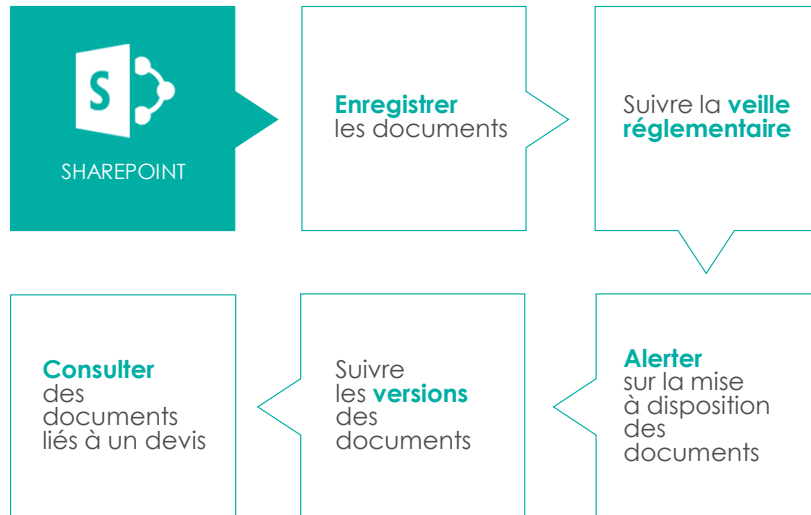 S
SHAREPOINT
Enregistrer
les documents
Suivre la veille
réglementaire
Alerter
sur la mise
à disposition
des
documents
Suivre
les versions
des
documents
Consulter
des
documents
liés à un devis